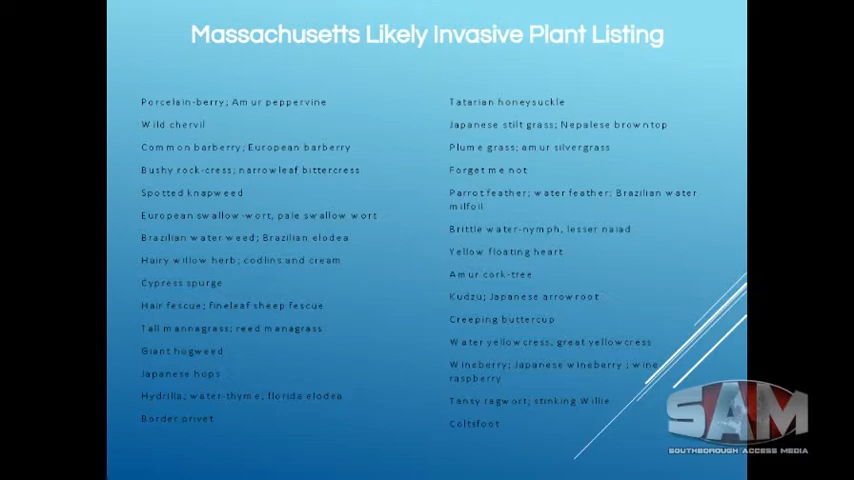 Massachusetts Likely Invasive Plant Listing
Porcelain-berry; Amur peppervine
Wild chervil
Common barberry; European barberry
Bushy rock-cress; narrowleaf bittercress
Spotted knapweed
European swallow-wort, pale swallow wort
Brazilian water weed; Brazilian elodea
Hairy willow herb; codlins and cream
Cypress spurge
Hair fescue; fineleaf sheep fescue
Tall mannagrass; reed managrass
Giant hogweed
Japanese hops
Hydrilla; water-thyme; florida elodea
Border privet
Tatarian honeysuckle
Japanese stilt grass; Nepalese browntop
Plume grass; amur silvergrass
Forget me not
Parrot feather; water feather; Brazilian water
milfoil
Brittle water-nymph, lesser naiad
Yellow floating heart
Amur cork-tree
Kudzu; Japanese arrowroot
Creeping buttercup
Water yellowcress, great yellowcress
Wineberry; Japanese wineberry ; wine
raspberry
Tansy ragwort; stinking Willie
Coltsfoot
SAM
SOUTHBOROUGH ACCESS MEDIA